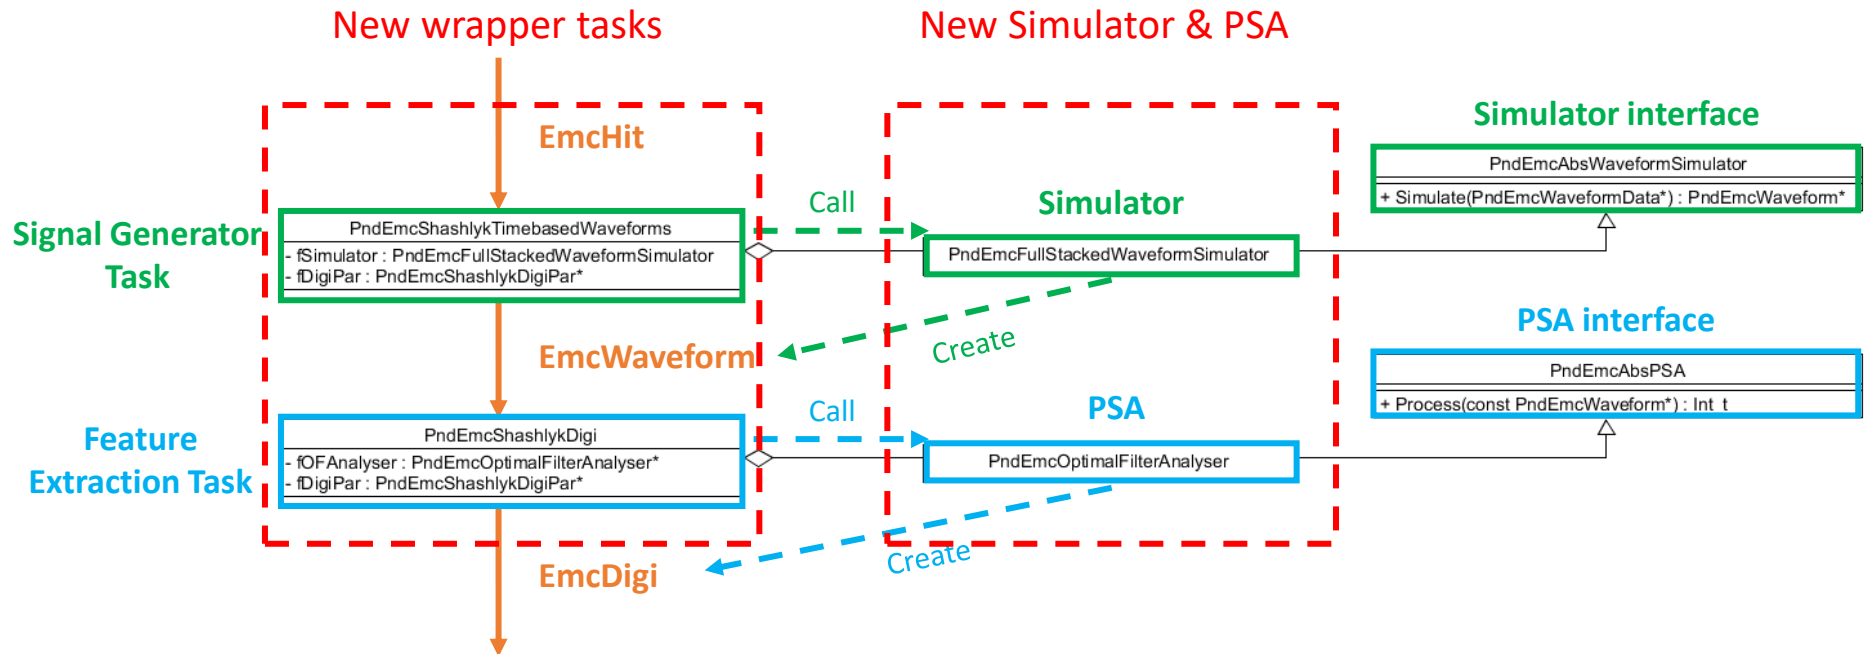 New wrapper tasks
New Simulator & PSA
EmcHit
Simulator interface
PndEmcAbsWaveformSimulator
+ Simulate(PndEmcWaveformData*) : PndEmcWaveform*
Signal Generator
Task
PndEmcShashlykTimebasedWaveforms
- fSimulator : PndEmcFullStackedWaveformSimulator
- fDigiPar : PndEmcShashlykDigiPar*
Call
Simulator
PndEmcFullStackedWaveformSimulator
Create
EmcWaveform
PSA interface
PndEmcAbsPSA
+ Process(const PndEmcWaveform*) : Int_t
Feature
Extraction Task
PndEmcShashlykDigi
- fOFAnalyser : PndEmcOptimalFilterAnalyser*
- fDigiPar : PndEmcShashlykDigiPar*
Call
PSA
PndEmcOptimalFilterAnalyser
Create
EmcDigi